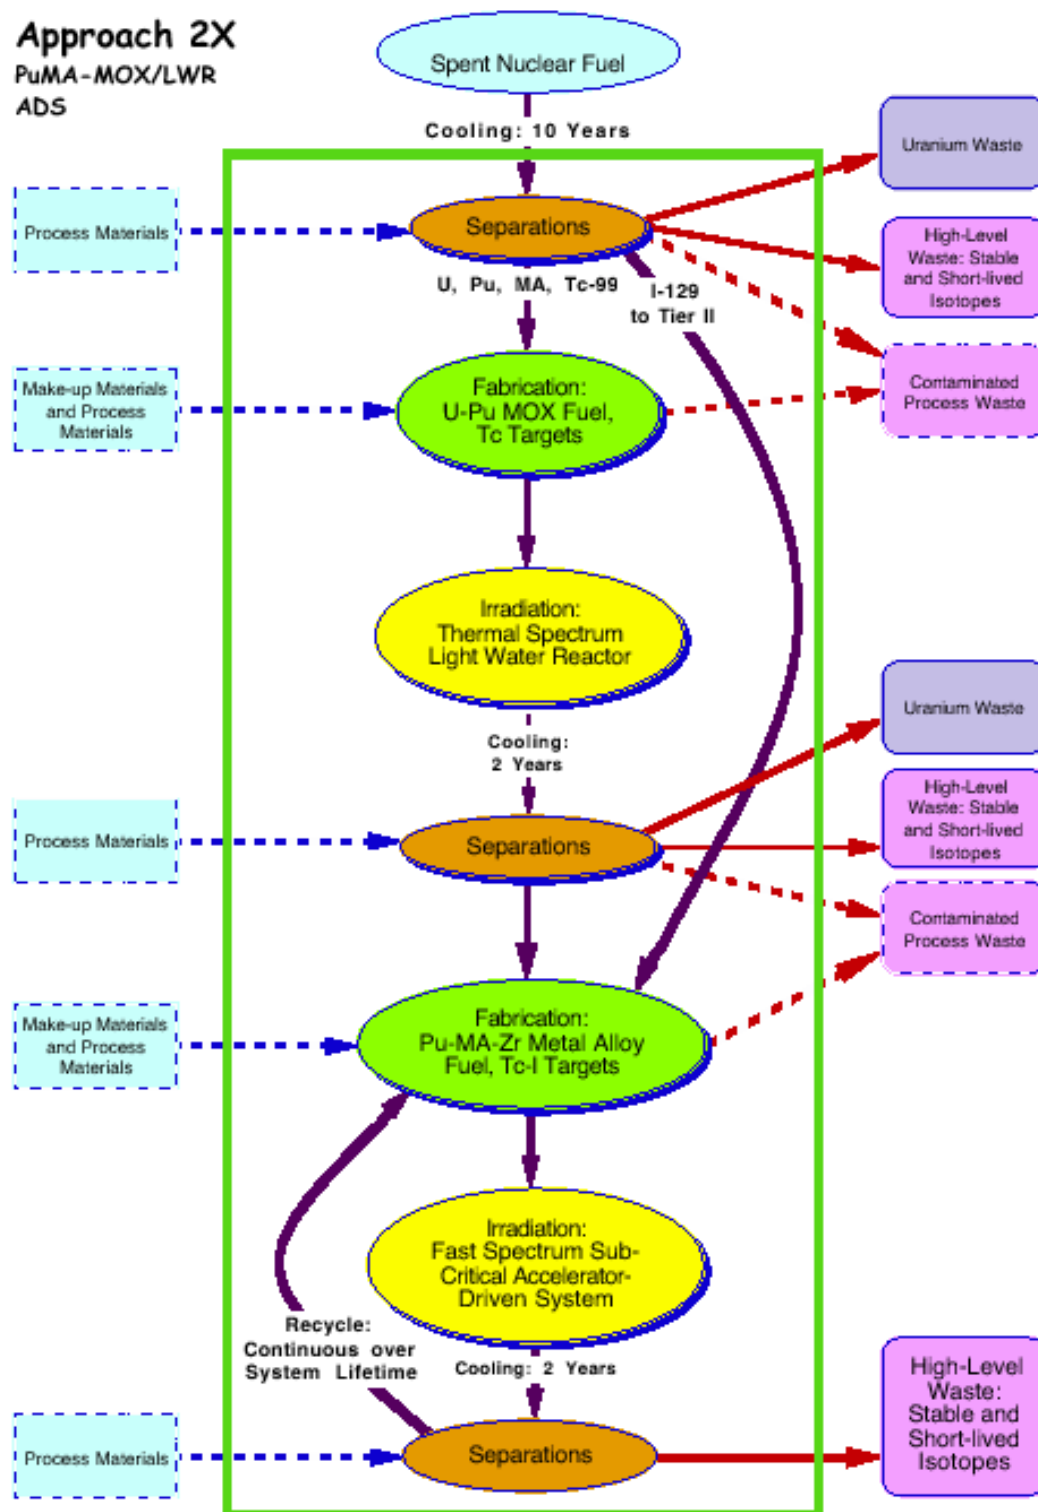 Approach 2X
PuMA-MOX/LWR
ADS
Spent Nuclear Fuel
Cooling: 10 Years
Uranium Waste
Process Materials
Separations
High-Level
Waste: Stable
and Short-lived
Isotopes
U, Pu, MA, Tc-99
I-129
to Tier II
Make-up Materials
and Process
Materials
Fabrication:
U-Pu MOX Fuel,
Tc Targets
Contaminated
Process Waste
Irradiation:
Thermal Spectrum
Light Water Reactor
Uranium Waste
Cooling:
2 Years
High-Level
Waste: Stable
and Short-lived
Isotopes
Process Materials
Separations
Contaminated
Process Waste
Make-up Materials
and Process
Materials
Fabrication:
Pu-MA-Zr Metal Alloy
Fuel, Tc-I Targets
Irradiation:
Fast Spectrum Sub-
Critical Accelerator-
Driven System
Recycle:
Continuous over
System Lifetime
Cooling: 2 Years
High-Level
Waste:
Stable and
Short-lived
Isotopes
Process Materials
Separations